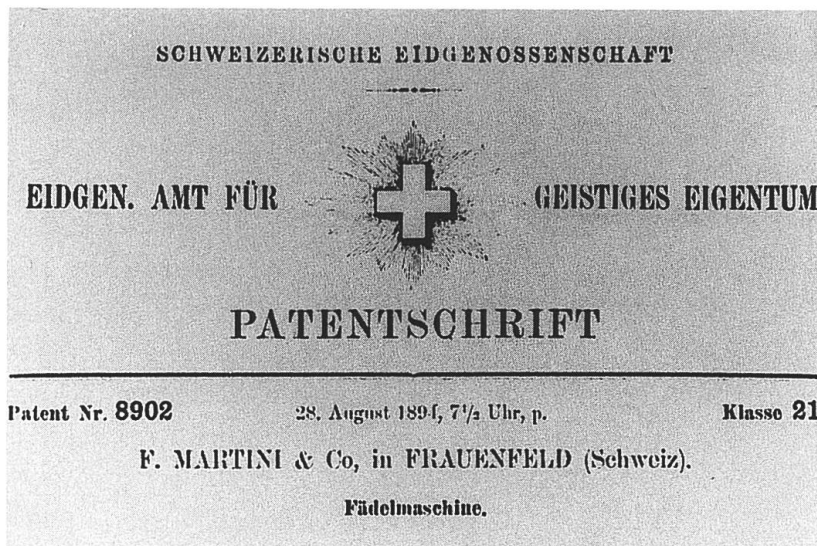 SCHWEIZERISCHE EIDGENOSSENSCHAFT
EIDGEN. AMT FÜR GEISTIGES EIGENTUM
PATENTSCHRIFT
Patent Nr. 8902 28. August 1894, 7½ Uhr, p. Klasse 21
F. MARTINI & Co, in FRAUENFELD (Schweiz).
Fädelmaschine.